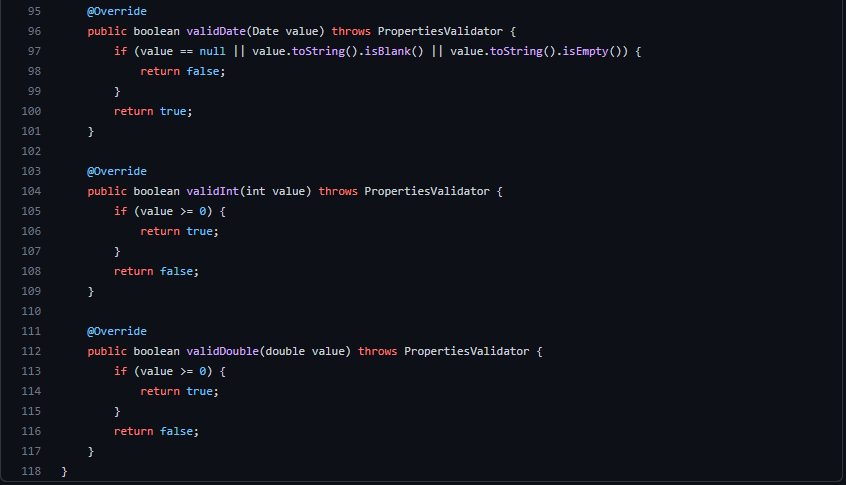 95 @Override
96 public boolean validDate(Date value) throws PropertiesValidator {
97 if (value == null || value.toString().isBlank() || value.toString().isEmpty()) {
98 return false;
99 }
100 return true;
101 }
102
103 @Override
104 public boolean validInt(int value) throws PropertiesValidator {
105 if (value >= 0) {
106 return true;
107 }
108 return false;
109 }
110
111 @Override
112 public boolean validDouble(double value) throws PropertiesValidator {
113 if (value >= 0) {
114 return true;
115 }
116 return false;
117 }
118 }